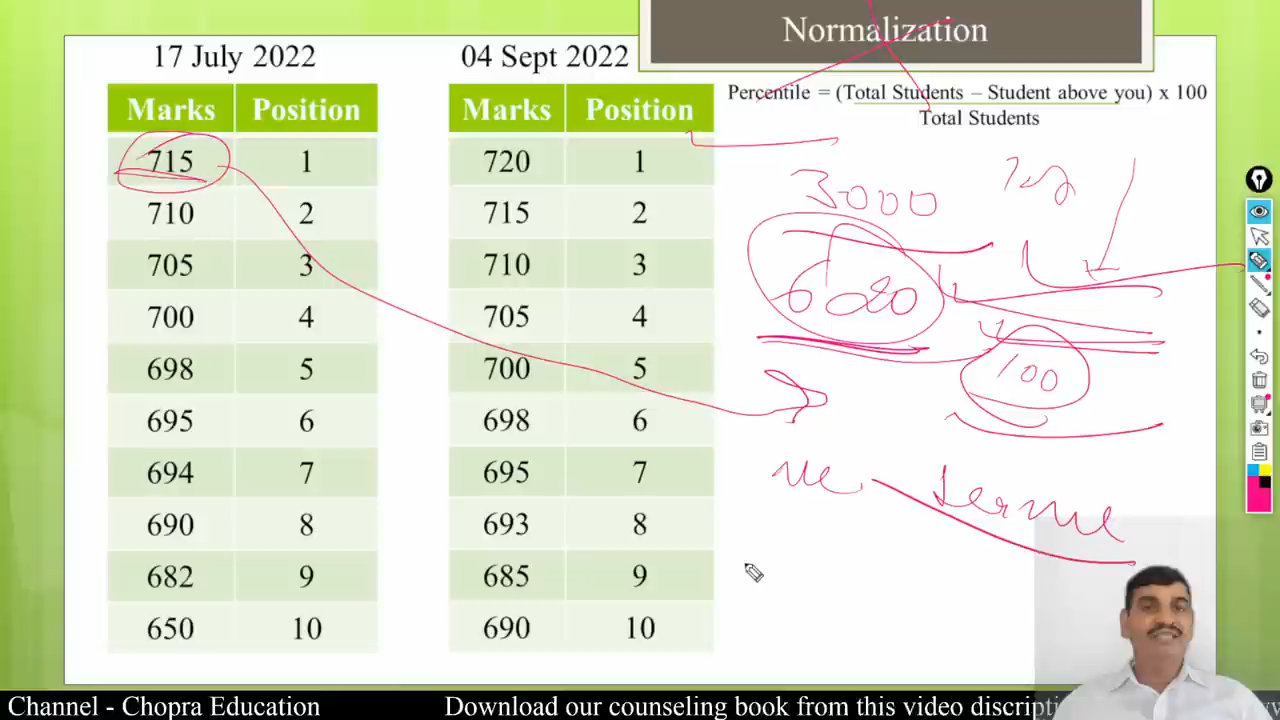 Normalization
17 July 2022
04 Sept 2022
Percentile = (Total Students – Student above you) x 100
Total Students
Marks Position
715 1
710 2
705 3
700 4
698 5
695 6
694 7
690 8
682 9
650 10
Marks Position
720 1
715 2
710 3
705 4
700 5
698 6
695 7
693 8
685 9
690 10
3000
100
Channel - Chopra Education
Download our counseling book from this video discripti